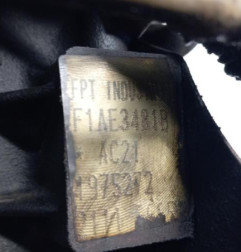 FPT INDUS
F1AE3481B
* AC21
1975272